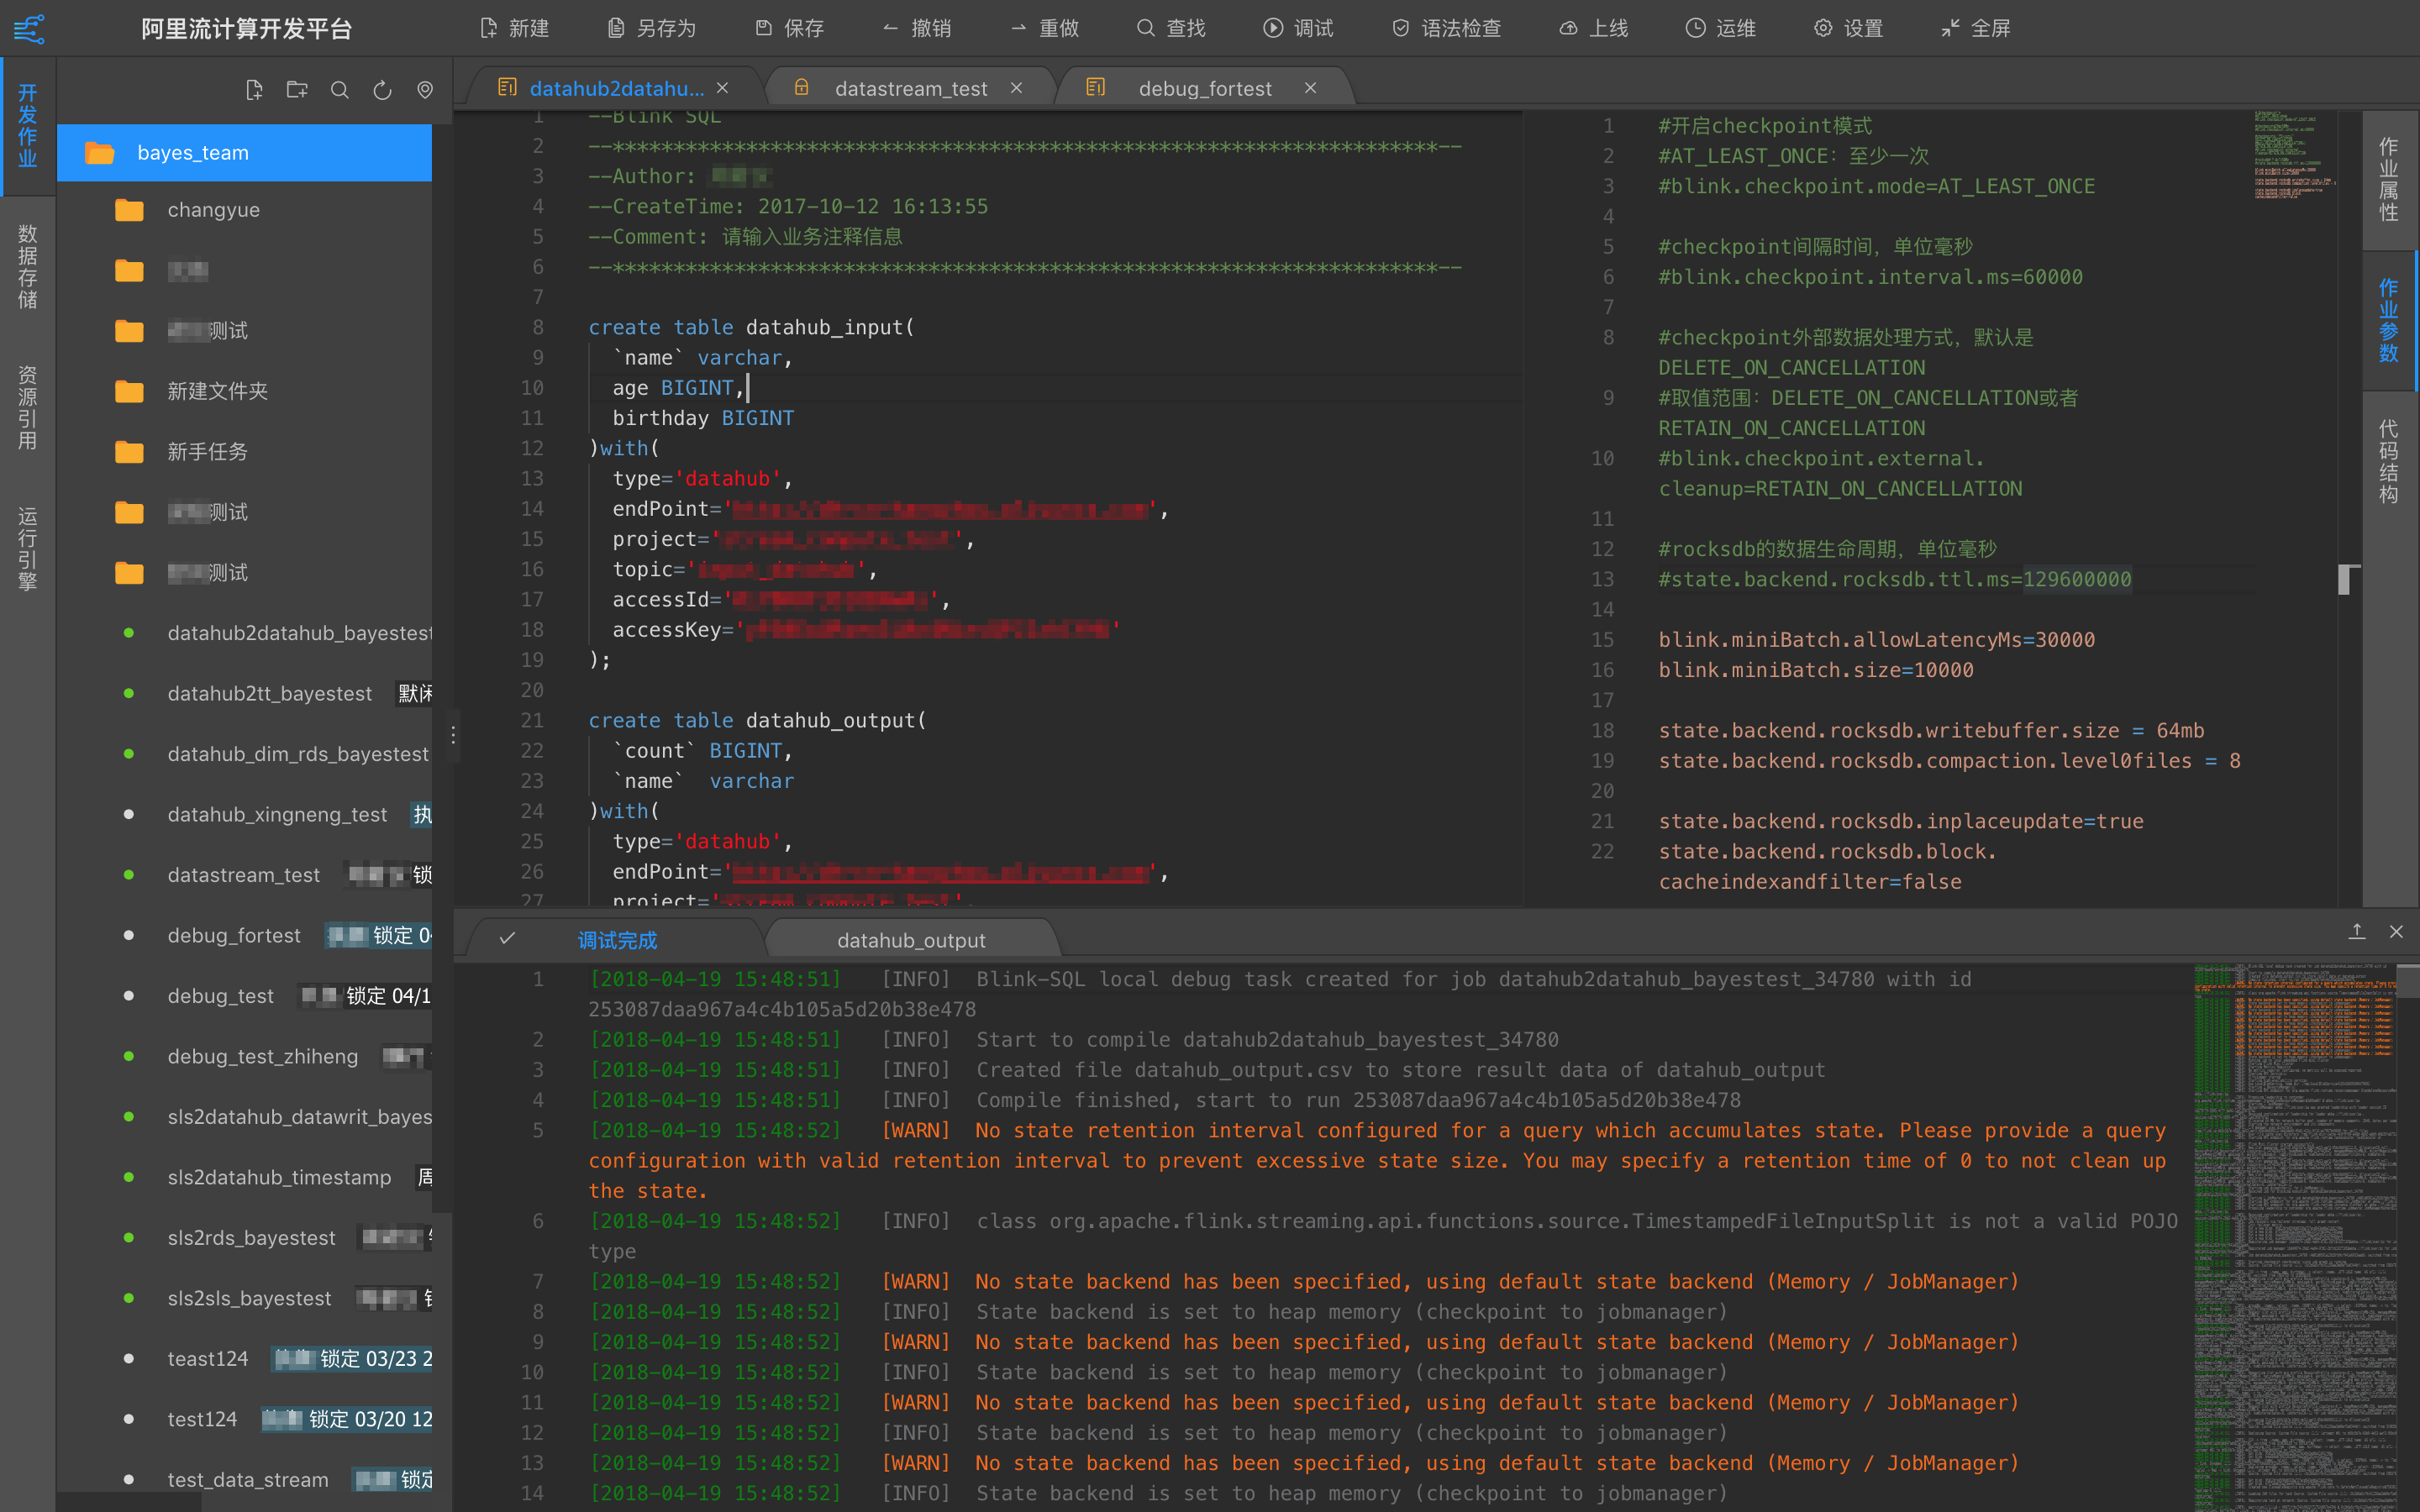 阿里流计算开发平台
新建
另存为
保存
撤销
重做
查找
调试
语法检查
上线
运维
设置
全屏
开发作业
数据存储
资源引用
运行引擎
bayes_team
changyue
测试
新建文件夹
新手任务
测试
测试
datahub2datahub_bayestest
datahub2tt_bayestest 默闲
datahub_dim_rds_bayestest
datahub_xingneng_test 执
datastream_test 锁
debug_fortest 锁定 04
debug_test 锁定 04/1
debug_test_zhiheng
sls2datahub_datawrit_bayes
sls2datahub_timestamp 周
sls2rds_bayestest
sls2sls_bayestest
teast124 锁定 03/23 2
test124 锁定 03/20 12
test_data_stream 锁定
datahub2datahu...
datastream_test
debug_fortest
1 --Blink SQL
2 --********************************************************************--
3 --Author:
4 --CreateTime: 2017-10-12 16:13:55
5 --Comment: 请输入业务注释信息
6 --********************************************************************--
7
8 create table datahub_input(
9 `name` varchar,
10 age BIGINT,
11 birthday BIGINT
12 )with(
13 type='datahub',
14 endPoint='',
15 project='',
16 topic='',
17 accessId='',
18 accessKey=''
19 );
20
21 create table datahub_output(
22 `count` BIGINT,
23 `name`  varchar
24 )with(
25 type='datahub',
26 endPoint='',
27 project='',
1 #开启checkpoint模式
2 #AT_LEAST_ONCE：至少一次
3 #blink.checkpoint.mode=AT_LEAST_ONCE
4
5 #checkpoint间隔时间，单位毫秒
6 #blink.checkpoint.interval.ms=60000
7
8 #checkpoint外部数据处理方式，默认是
DELETE_ON_CANCELLATION
9 #取值范围：DELETE_ON_CANCELLATION或者
RETAIN_ON_CANCELLATION
10 #blink.checkpoint.external.
cleanup=RETAIN_ON_CANCELLATION
11
12 #rocksdb的数据生命周期，单位毫秒
13 #state.backend.rocksdb.ttl.ms=129600000
14
15 blink.miniBatch.allowLatencyMs=30000
16 blink.miniBatch.size=10000
17
18 state.backend.rocksdb.writebuffer.size = 64mb
19 state.backend.rocksdb.compaction.level0files = 8
20
21 state.backend.rocksdb.inplaceupdate=true
22 state.backend.rocksdb.block.
cacheindexandfilter=false
作业属性
作业参数
代码结构
调试完成
datahub_output
1 [2018-04-19 15:48:51] [INFO] Blink-SQL local debug task created for job datahub2datahub_bayestest_34780 with id
253087daa967a4c4b105a5d20b38e478
2 [2018-04-19 15:48:51] [INFO] Start to compile datahub2datahub_bayestest_34780
3 [2018-04-19 15:48:51] [INFO] Created file datahub_output.csv to store result data of datahub_output
4 [2018-04-19 15:48:51] [INFO] Compile finished, start to run 253087daa967a4c4b105a5d20b38e478
5 [2018-04-19 15:48:52] [WARN] No state retention interval configured for a query which accumulates state. Please provide a query
configuration with valid retention interval to prevent excessive state size. You may specify a retention time of 0 to not clean up
the state.
6 [2018-04-19 15:48:52] [INFO] class org.apache.flink.streaming.api.functions.source.TimestampedFileInputSplit is not a valid POJO
type
7 [2018-04-19 15:48:52] [WARN] No state backend has been specified, using default state backend (Memory / JobManager)
8 [2018-04-19 15:48:52] [INFO] State backend is set to heap memory (checkpoint to jobmanager)
9 [2018-04-19 15:48:52] [WARN] No state backend has been specified, using default state backend (Memory / JobManager)
10 [2018-04-19 15:48:52] [INFO] State backend is set to heap memory (checkpoint to jobmanager)
11 [2018-04-19 15:48:52] [WARN] No state backend has been specified, using default state backend (Memory / JobManager)
12 [2018-04-19 15:48:52] [INFO] State backend is set to heap memory (checkpoint to jobmanager)
13 [2018-04-19 15:48:52] [WARN] No state backend has been specified, using default state backend (Memory / JobManager)
14 [2018-04-19 15:48:52] [INFO] State backend is set to heap memory (checkpoint to jobmanager)